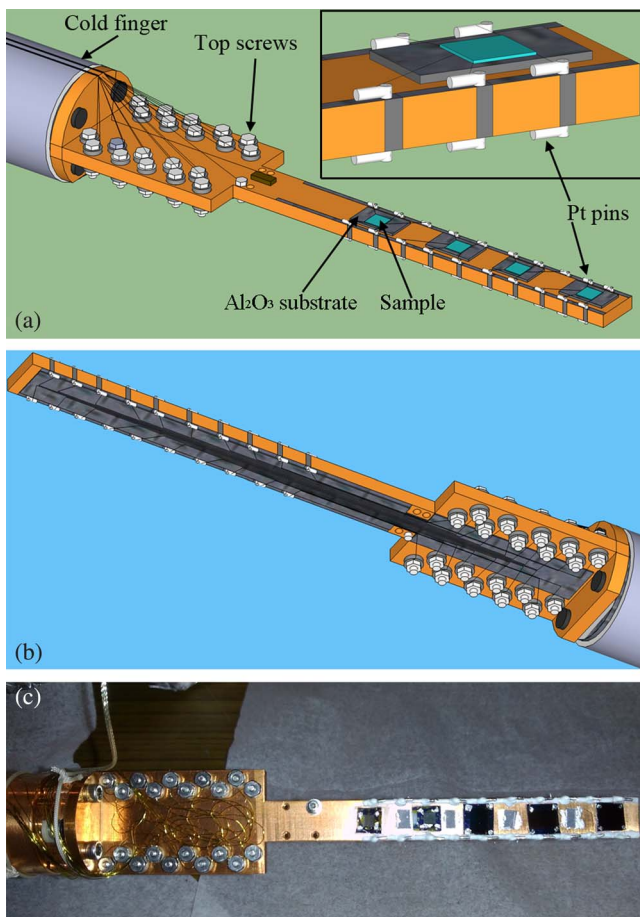 Cold finger
Top screws
Pt pins
Al₂O₃ substrate
Sample
(a)
(b)
(c)